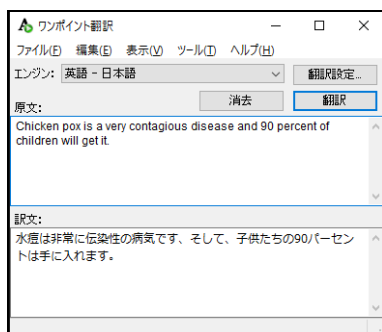 ワンポイント翻訳
ファイル(F) 編集(E) 表示(V) ツール(T) ヘルプ(H)
エンジン: 英語 - 日本語 翻訳設定...
原文: 消去 翻訳
Chicken pox is a very contagious disease and 90 percent of
children will get it.
訳文:
水痘は非常に伝染性の病気です、そして、子供たちの90パーセン
トは手に入れます。